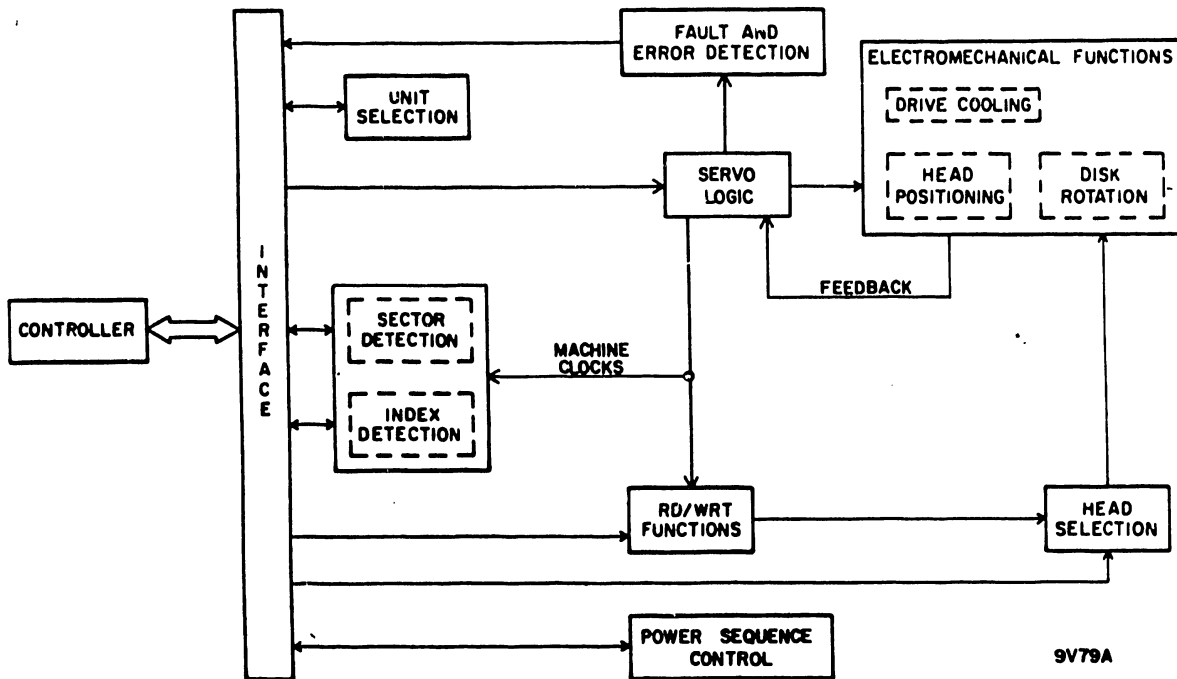 FAULT AND
ERROR DETECTION
ELECTROMECHANICAL FUNCTIONS
DRIVE COOLING
HEAD
POSITIONING
DISK
ROTATION
UNIT
SELECTION
SERVO
LOGIC
FEEDBACK
INTERFACE
CONTROLLER
SECTOR
DETECTION
INDEX
DETECTION
MACHINE
CLOCKS
RD/WRT
FUNCTIONS
HEAD
SELECTION
POWER SEQUENCE
CONTROL
9V79A